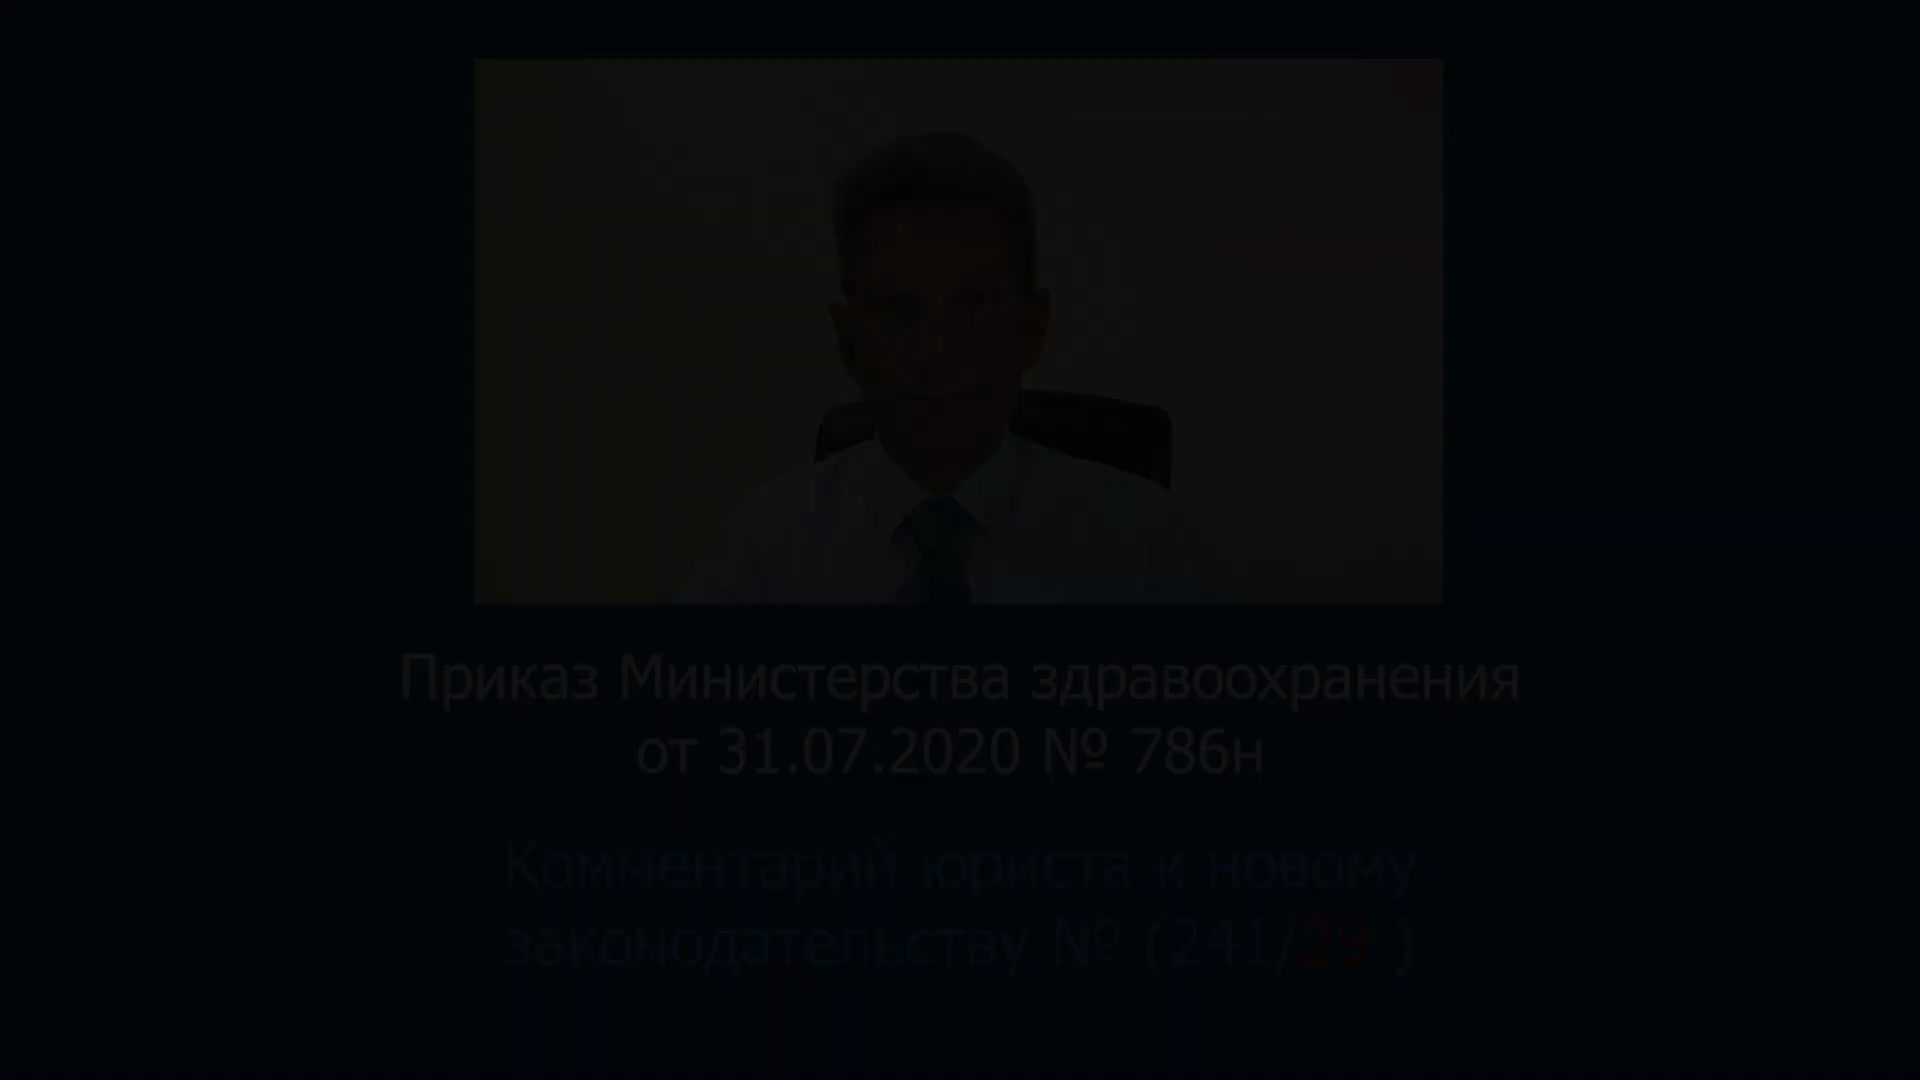 Приказ Министерства здравоохранения
от 31.07.2020 № 786н
Комментарий юриста к новому
законодательству № (241/29 )